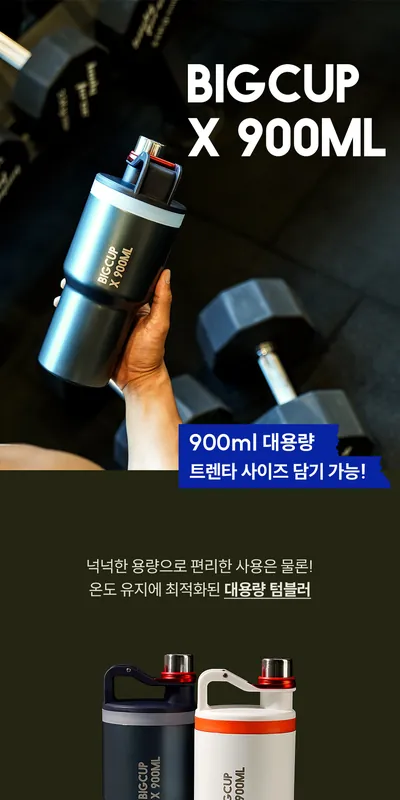 BIGCUP
X 900ML
BIGCUP
X 900ML
900ml 대용량
트렌타 사이즈 담기 가능!
넉넉한 용량으로 편리한 사용은 물론!
온도 유지에 최적화된 대용량 텀블러
BIGCUP
X 900ML
BIGCUP
X 900ML